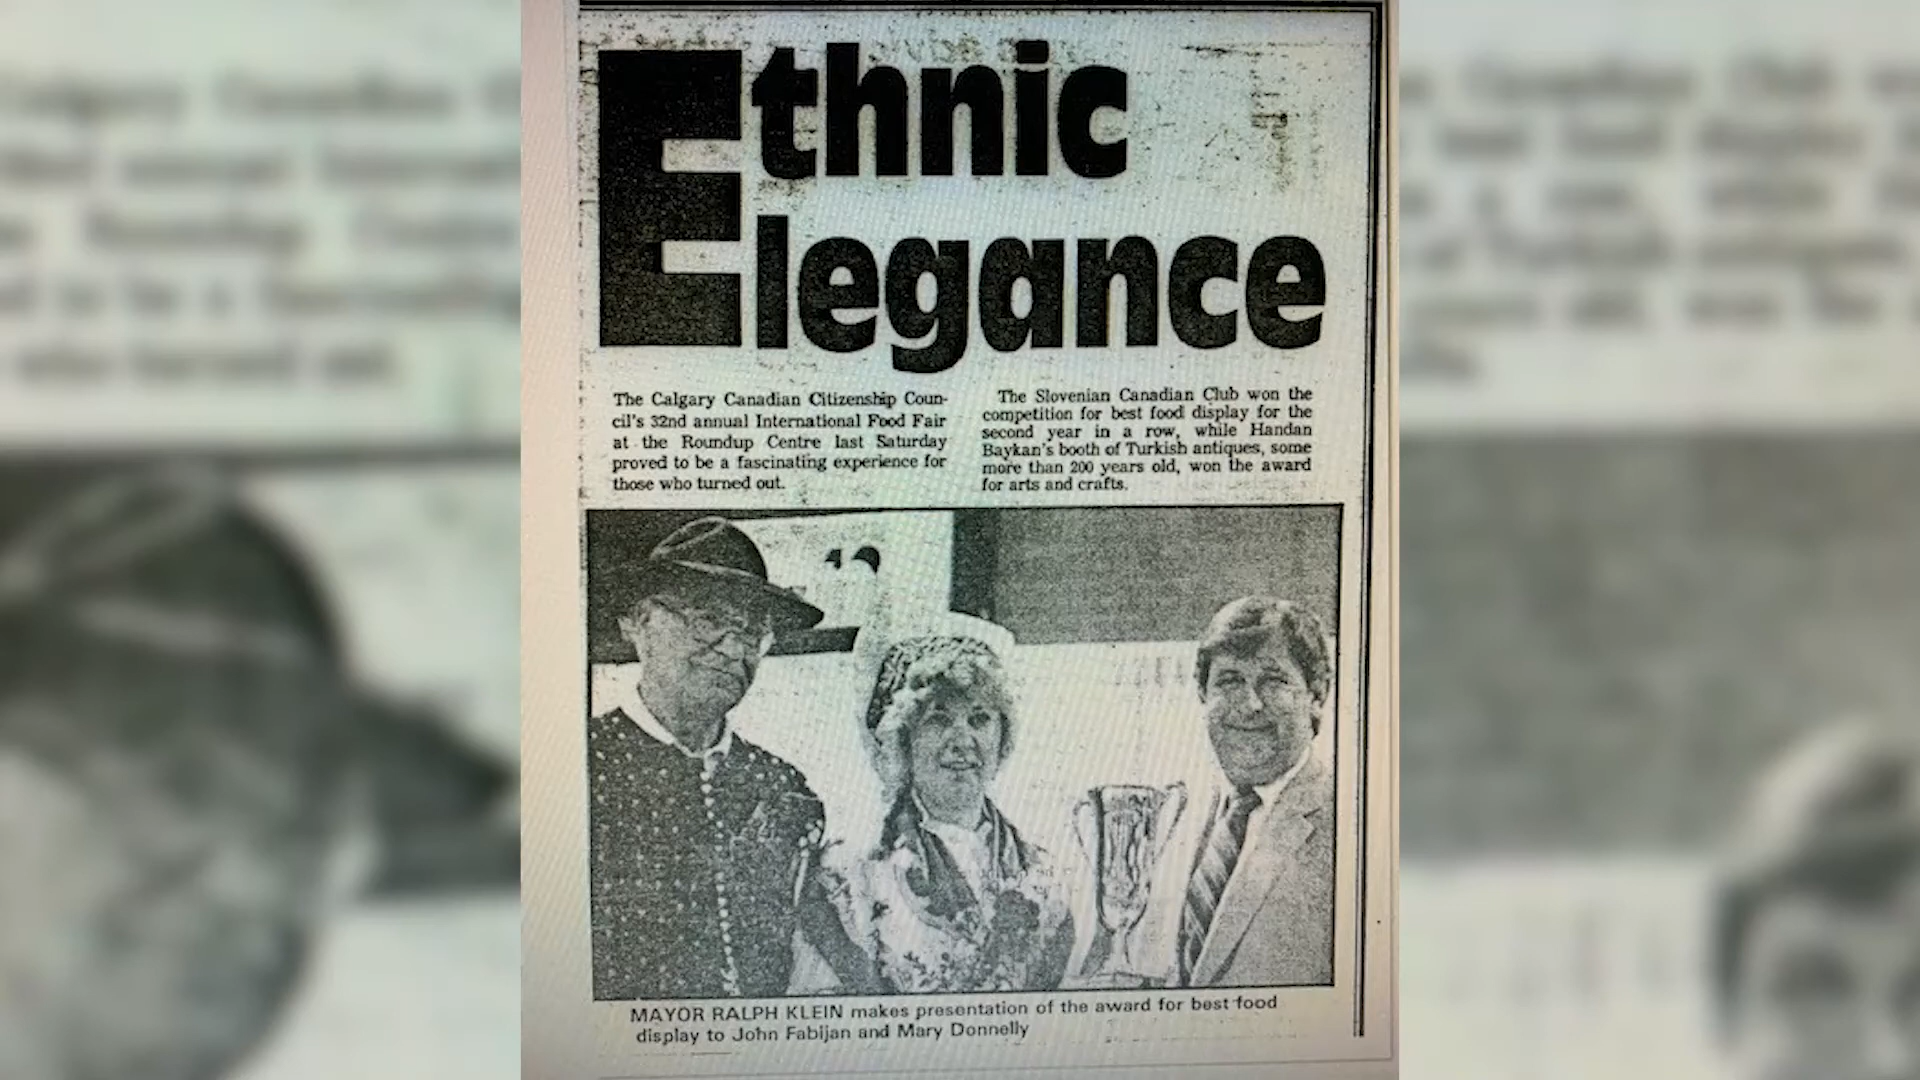 Ethnic
Elegance
The Calgary Canadian Citizenship Coun-
cil's 32nd annual International Food Fair
at the Roundup Centre last Saturday
proved to be a fascinating experience for
those who turned out.
The Slovenian Canadian Club won the
competition for best food display for the
second year in a row, while Handan
Baykan's booth of Turkish antiques, some
more than 200 years old, won the award
for arts and crafts.
MAYOR RALPH KLEIN makes presentation of the award for best food
display to John Fabijan and Mary Donnelly